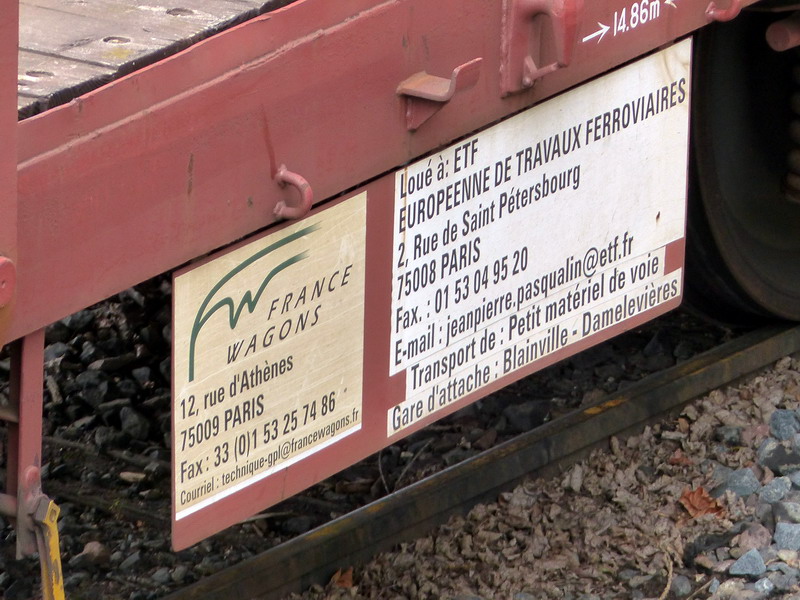 14.86m
FRANCE
WAGONS
12, rue d'Athènes
75009 PARIS
Fax : 33 (0)1 53 25 74 86
Courriel : technique-gpl@francewagons.fr
Loué à: ETF
EUROPEENNE DE TRAVAUX FERROVIAIRES
2, Rue de Saint Pétersbourg
75008 PARIS
Fax. : 01 53 04 95 20
E-mail : jeanpierre.pasqualin@etf.fr
Transport de : Petit matériel de voie
Gare d'attache : Blainville - Damelevières